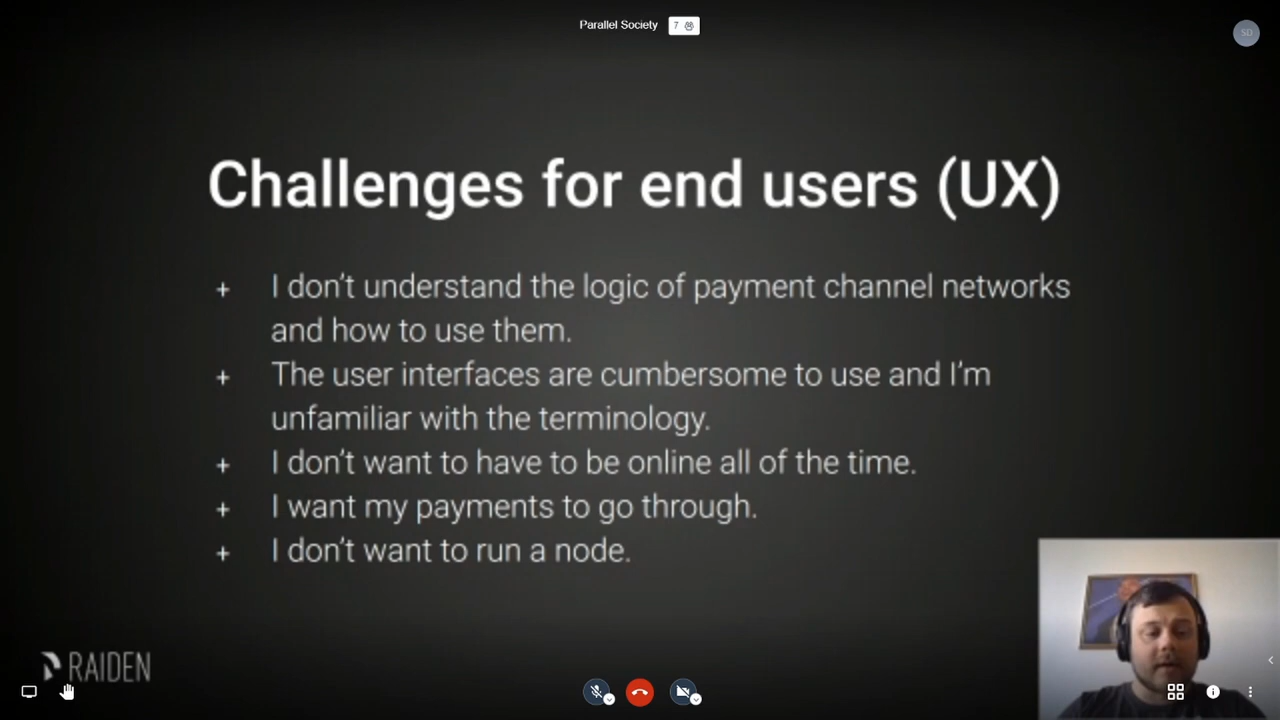 Parallel Society 7
SD
Challenges for end users (UX)
+ I don't understand the logic of payment channel networks
and how to use them.
+ The user interfaces are cumbersome to use and I'm
unfamiliar with the terminology.
+ I don't want to have to be online all of the time.
+ I want my payments to go through.
+ I don't want to run a node.
RAIDEN